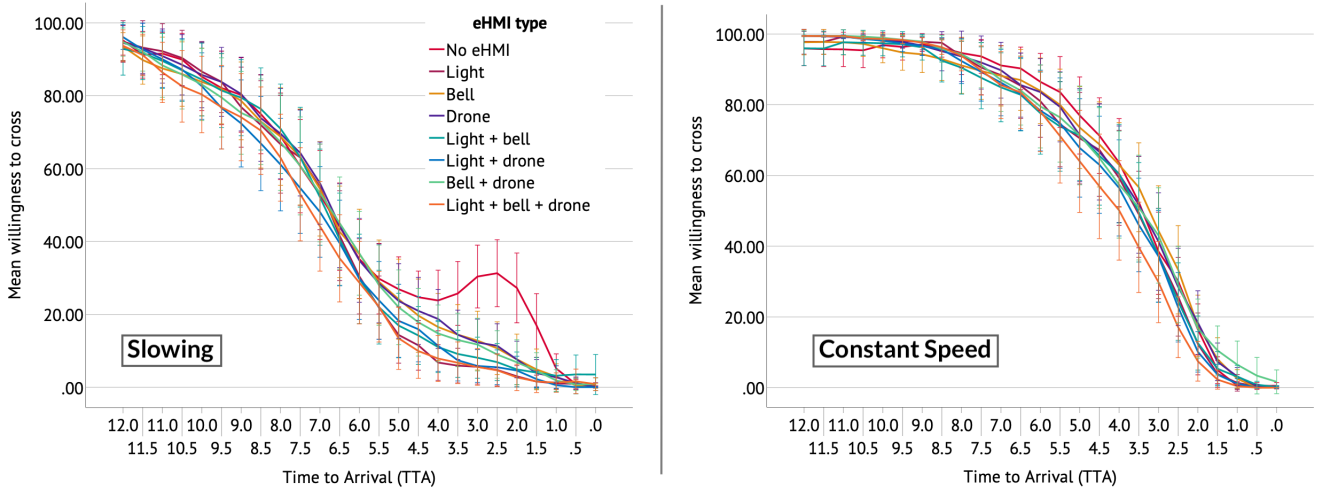 eHMI type
No eHMI
Light
Bell
Drone
Light + bell
Light + drone
Bell + drone
Light + bell + drone
Mean willingness to cross
100.00
80.00
60.00
40.00
20.00
.00
Slowing
12.0 11.0 10.0 9.0 8.0 7.0 6.0 5.0 4.0 3.0 2.0 1.0 .0
11.5 10.5 9.5 8.5 7.5 6.5 5.5 4.5 3.5 2.5 1.5 .5
Time to Arrival (TTA)
Mean willingness to cross
100.00
80.00
60.00
40.00
20.00
.00
Constant Speed
12.0 11.0 10.0 9.0 8.0 7.0 6.0 5.0 4.0 3.0 2.0 1.0 .0
11.5 10.5 9.5 8.5 7.5 6.5 5.5 4.5 3.5 2.5 1.5 .5
Time to Arrival (TTA)